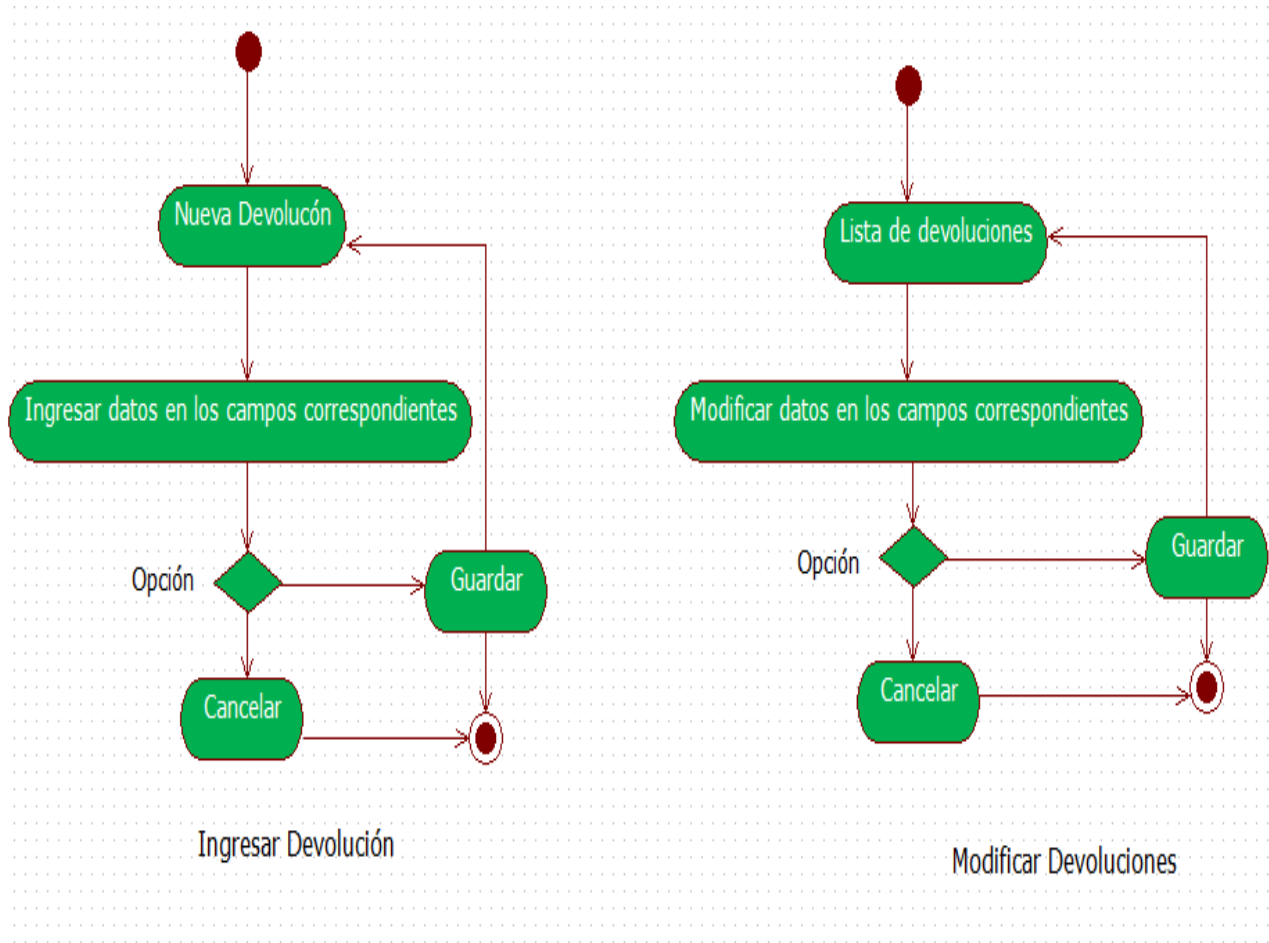 Nueva Devolucón
Ingresar datos en los campos correspondientes
Opción
Guardar
Cancelar
Ingresar Devolución
Lista de devoluciones
Modificar datos en los campos correspondientes
Opción
Guardar
Cancelar
Modificar Devoluciones